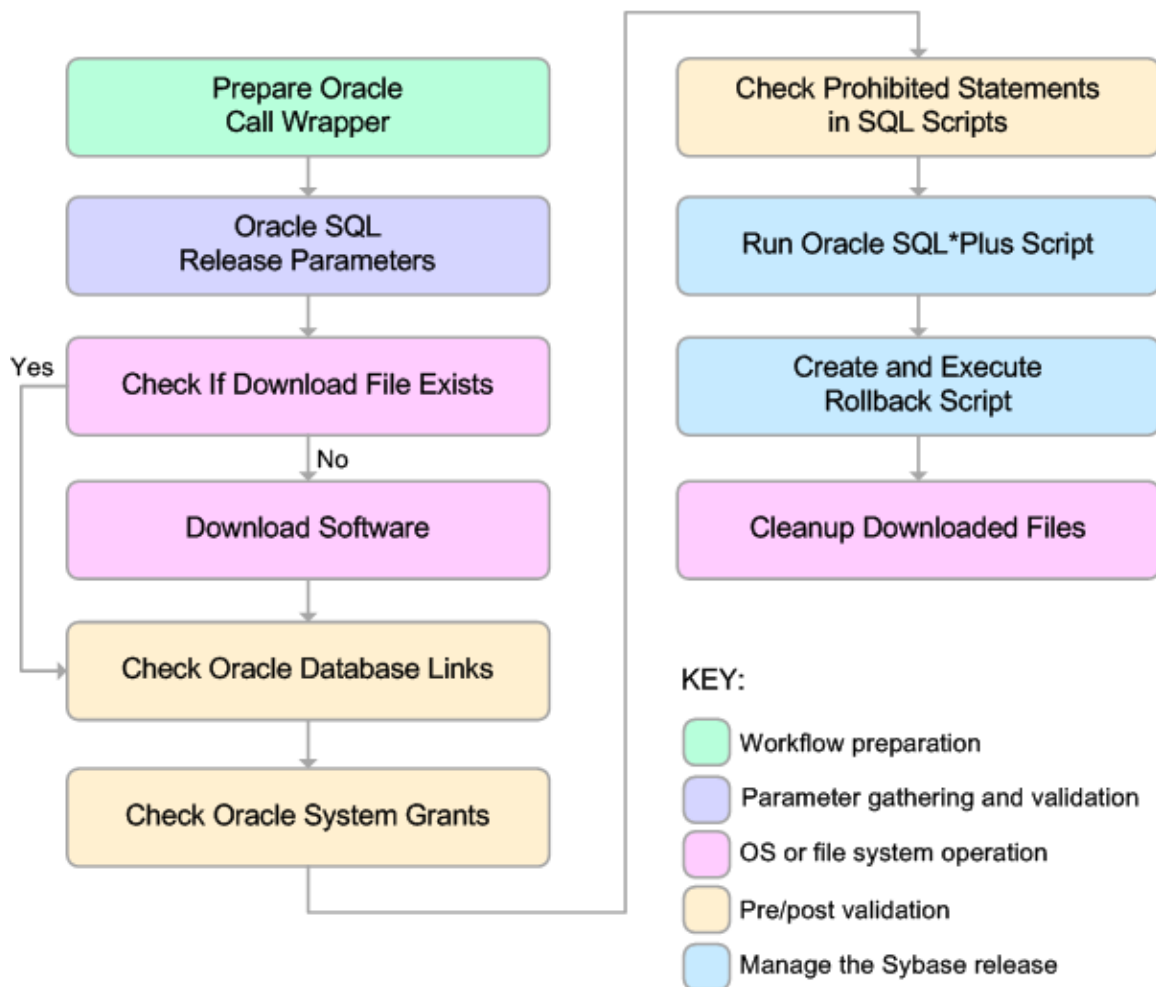 Prepare Oracle
Call Wrapper
Oracle SQL
Release Parameters
Yes
Check If Download File Exists
No
Download Software
Check Oracle Database Links
Check Oracle System Grants
Check Prohibited Statements
in SQL Scripts
Run Oracle SQL*Plus Script
Create and Execute
Rollback Script
Cleanup Downloaded Files
KEY:
Workflow preparation
Parameter gathering and validation
OS or file system operation
Pre/post validation
Manage the Sybase release